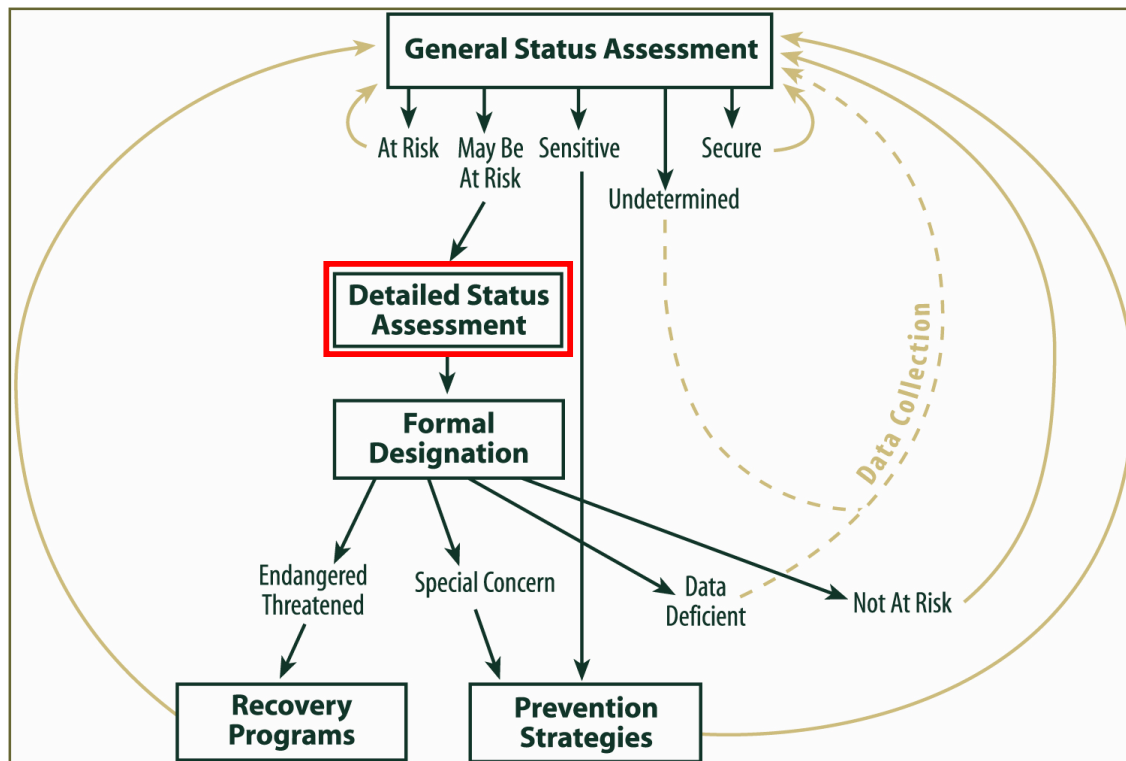 General Status Assessment
At Risk
May Be
At Risk
Sensitive
Undetermined
Secure
Detailed Status
Assessment
Formal
Designation
Data Collection
Endangered
Threatened
Special Concern
Data
Deficient
Not At Risk
Recovery
Programs
Prevention
Strategies